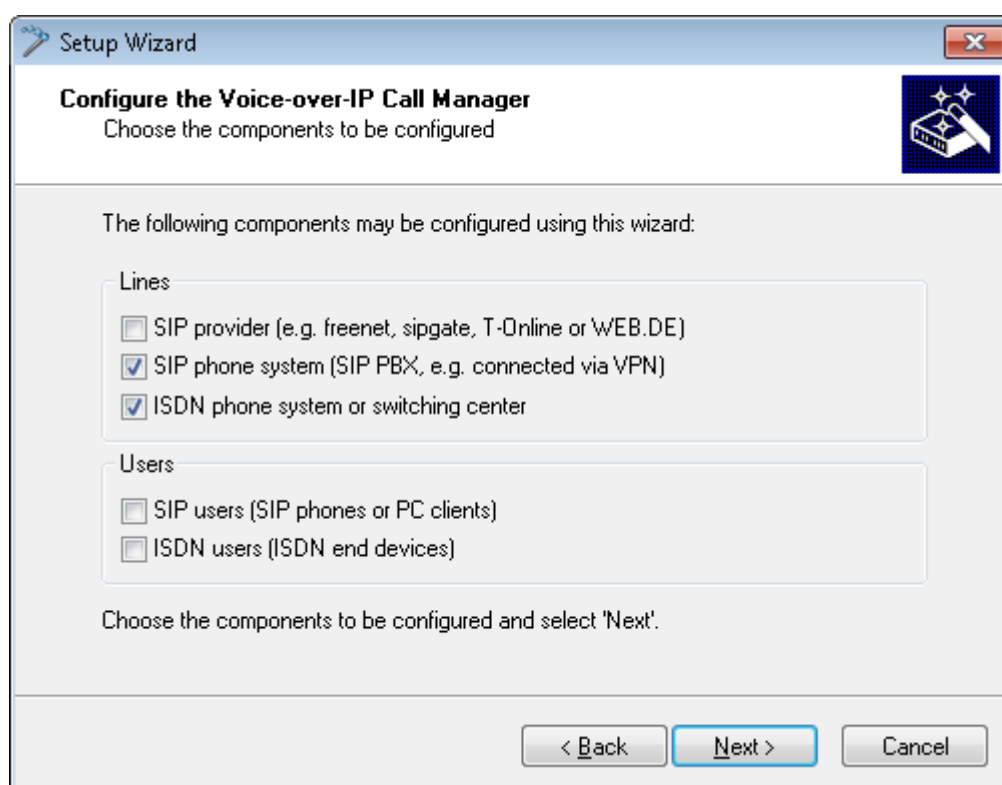 Setup Wizard
Configure the Voice-over-IP Call Manager
Choose the components to be configured
The following components may be configured using this wizard:
Lines
SIP provider (e.g. freenet, sipgate, T-Online or WEB.DE)
SIP phone system (SIP PBX, e.g. connected via VPN)
ISDN phone system or switching center
Users
SIP users (SIP phones or PC clients)
ISDN users (ISDN end devices)
Choose the components to be configured and select 'Next'.
< Back Next > Cancel